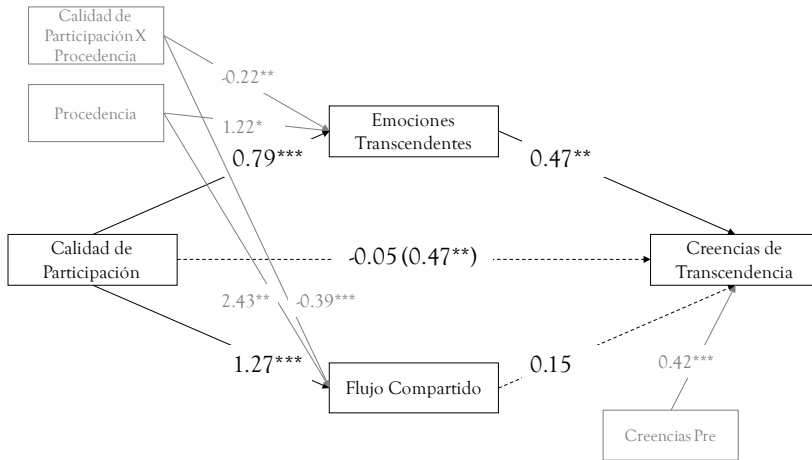 Calidad de
Participación X
Procedencia
-0.22**
Procedencia
1.22*
Emociones
Transcendentes
0.79***
0.47**
Calidad de
Participación
-0.05 (0.47**)
Creencias de
Transcendencia
2.43**
-0.39***
1.27***
Flujo Compartido
0.15
0.42***
Creencias Pre